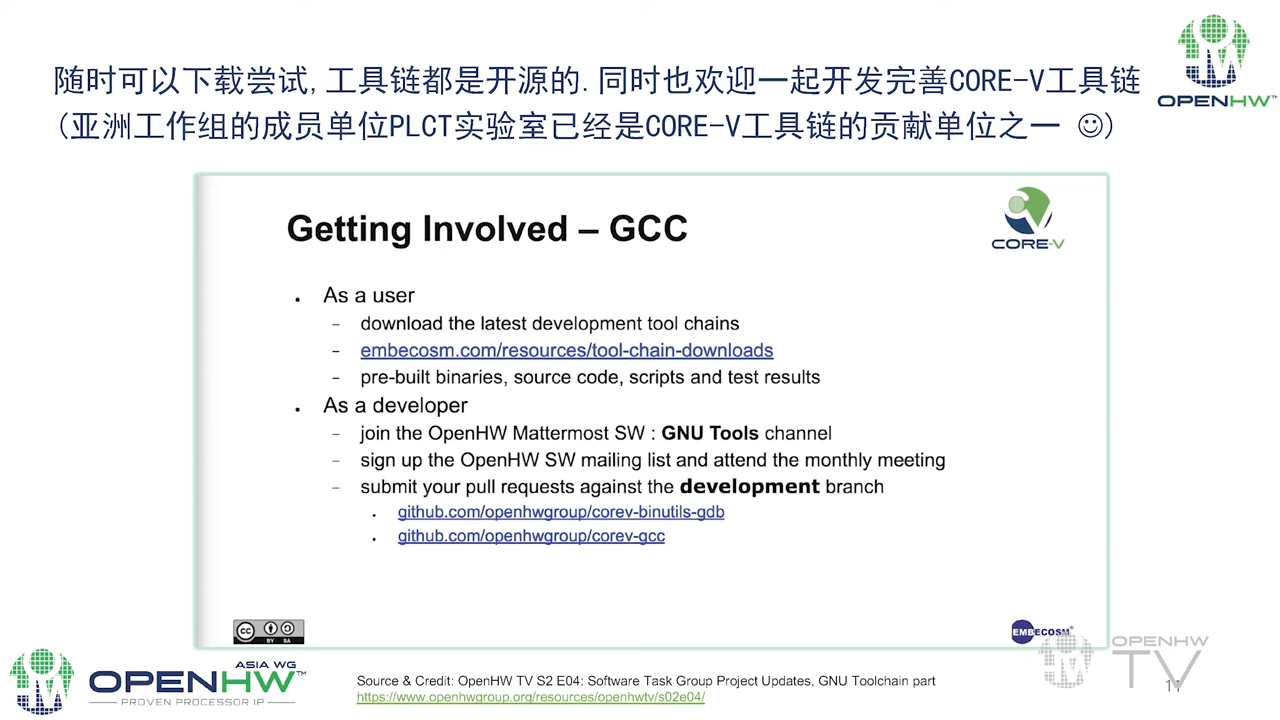 随时可以下载尝试,工具链都是开源的.同时也欢迎一起开发完善CORE-V工具链
(亚洲工作组的成员单位PLCT实验室已经是CORE-V工具链的贡献单位之一 ☺)
OPENHW™
Getting Involved – GCC
CORE-V
• As a user
– download the latest development tool chains
– embecosm.com/resources/tool-chain-downloads
– pre-built binaries, source code, scripts and test results
• As a developer
– join the OpenHW Mattermost SW : GNU Tools channel
– sign up the OpenHW SW mailing list and attend the monthly meeting
– submit your pull requests against the development branch
• github.com/openhwgroup/corev-binutils-gdb
• github.com/openhwgroup/corev-gcc
cc BY SA
EMBECOSM®
OPENHW
TV
ASIA WG
OPENHW™
PROVEN PROCESSOR IP
Source & Credit: OpenHW TV S2 E04: Software Task Group Project Updates, GNU Toolchain part
https://www.openhwgroup.org/resources/openhwtv/s02e04/
11